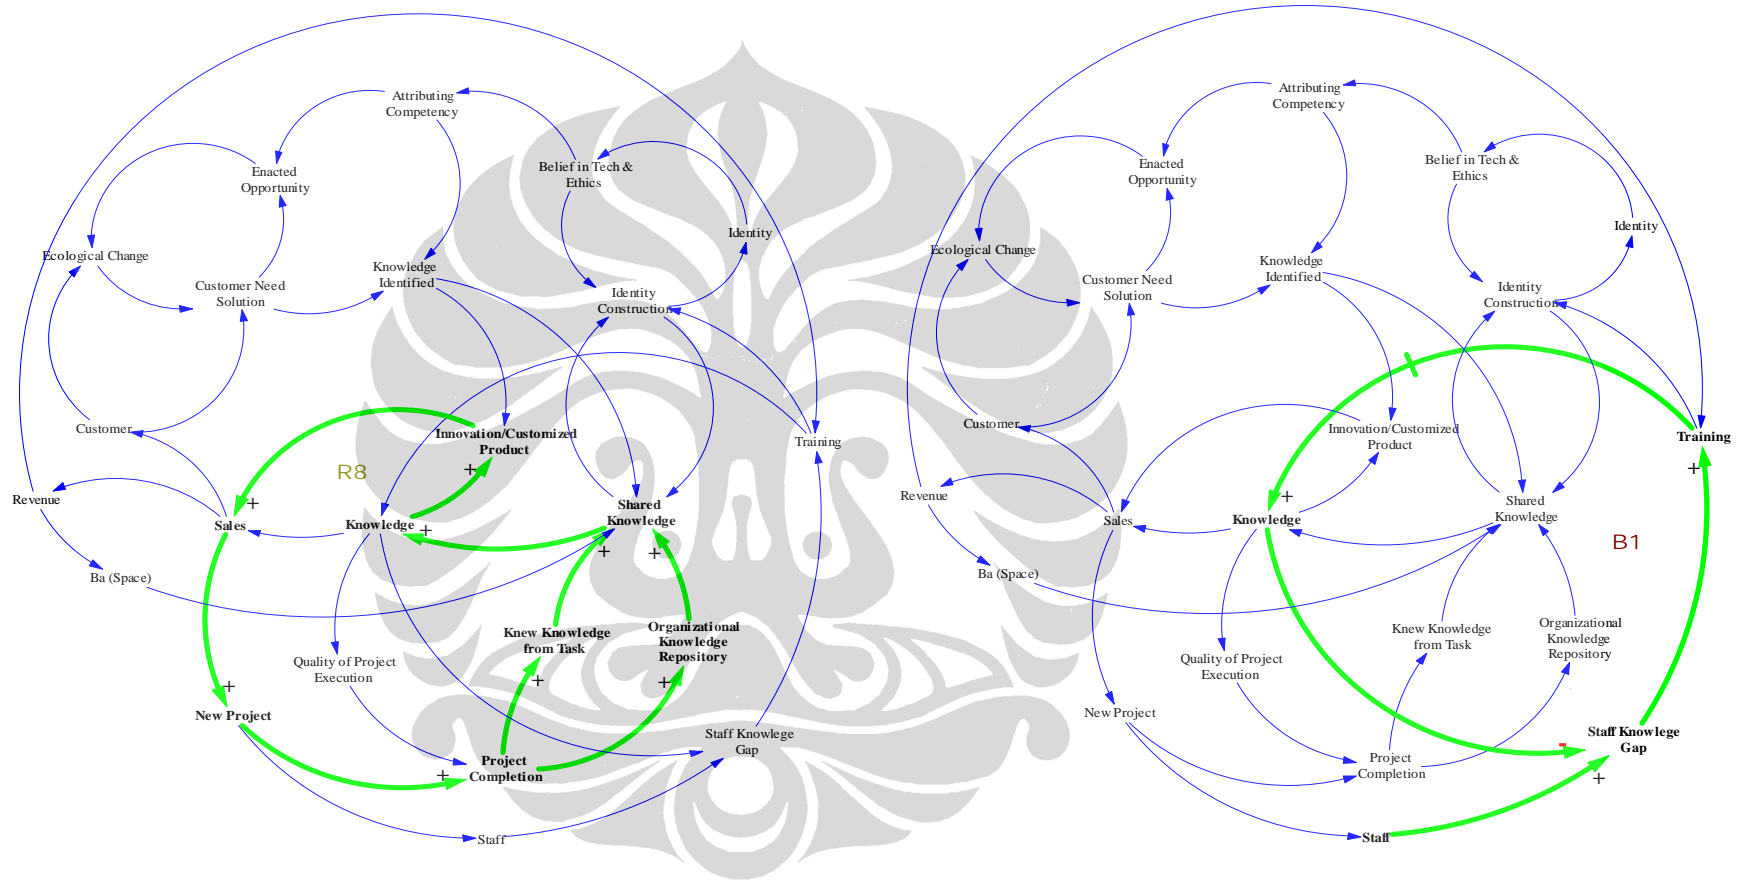 Attributing
Competency
Belief in Tech &
Ethics
Enacted
Opportunity
Identity
Ecological Change
Knowledge
Identified
Customer Need
Solution
Identity
Construction
Customer
Innovation/Customized
Product
Training
R8
Revenue
+
+
Sales
Knowledge
+
Shared
Knowledge
+
+
Ba (Space)
Knew Knowledge
from Task
Organizational
Knowledge
Repository
Quality of Project
Execution
+
+
+
New Project
Staff Knowlege
Gap
Project
Completion
+
Staff
Attributing
Competency
Belief in Tech &
Ethics
Enacted
Opportunity
Identity
Ecological Change
Knowledge
Identified
Customer Need
Solution
Identity
Construction
Customer
Innovation/Customized
Product
Training
+
Revenue
+
Sales
Knowledge
Shared
Knowledge
B1
Ba (Space)
Knew Knowledge
from Task
Organizational
Knowledge
Repository
Quality of Project
Execution
New Project
Staff Knowlege
Gap
-
+
Project
Completion
Staff